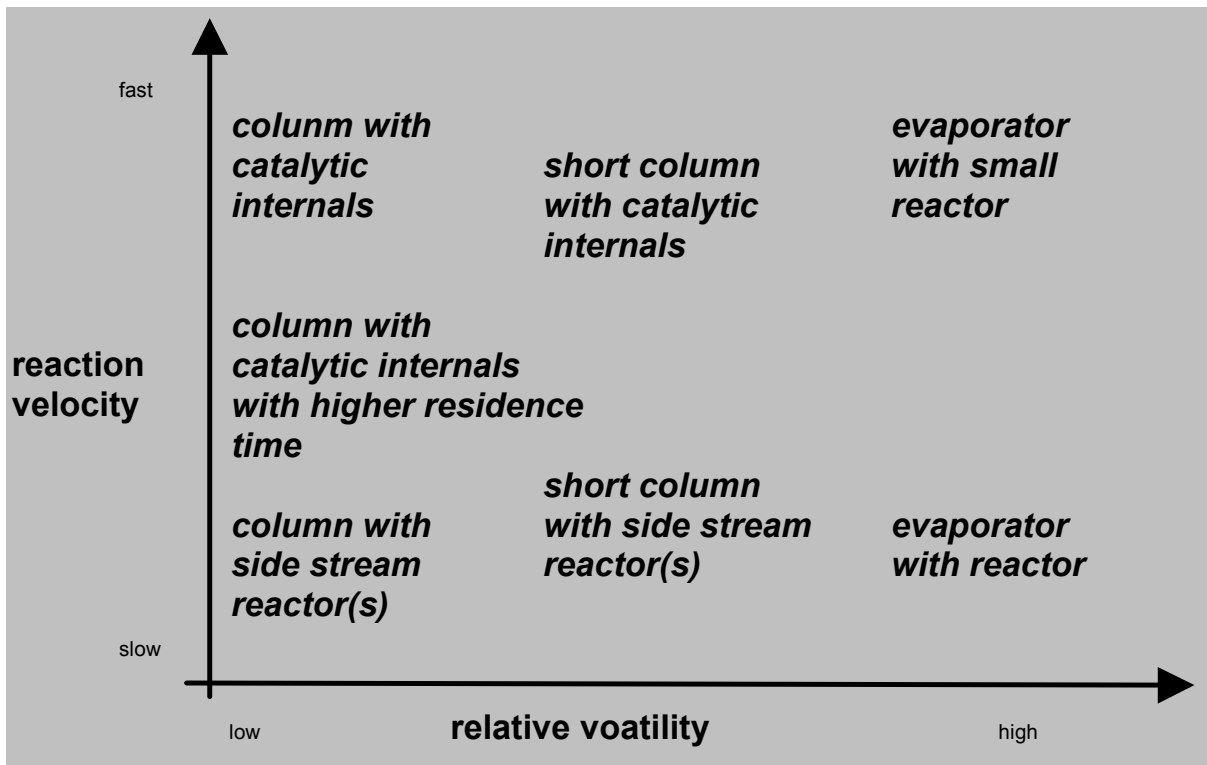 fast
colunm with
catalytic
internals
short column
with catalytic
internals
evaporator
with small
reactor
reaction
velocity
column with
catalytic internals
with higher residence
time
column with
side stream
reactor(s)
short column
with side stream
reactor(s)
evaporator
with reactor
slow
low
relative voatility
high